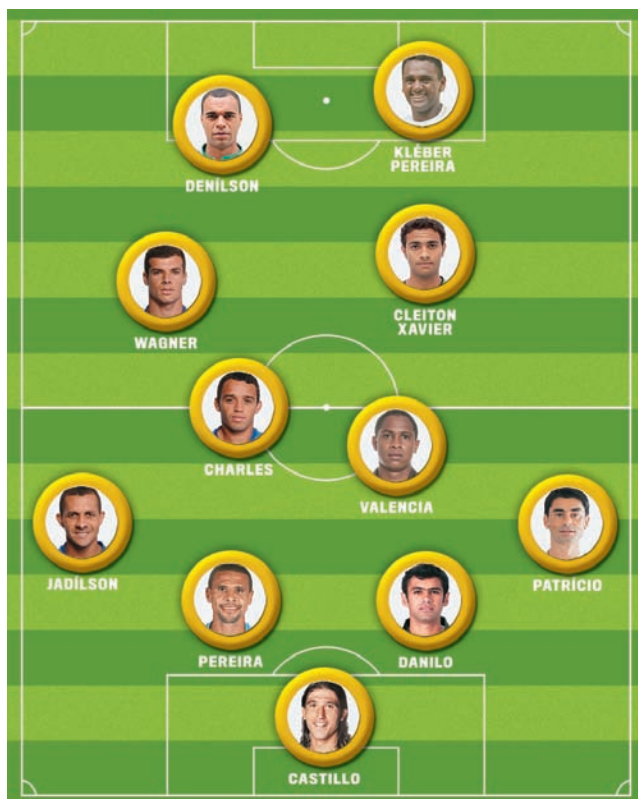 DENÍLSON
KLÉBER
PEREIRA
WAGNER
CLEITON
XAVIER
CHARLES
VALENCIA
JADÍLSON
PATRÍCIO
PEREIRA
DANILO
CASTILLO